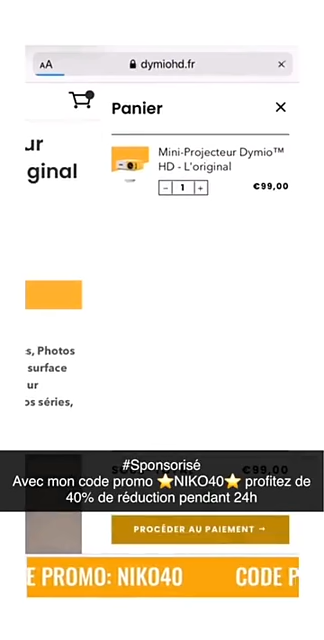 AA
dymiohd.fr
Panier
ur
ginal
Mini-Projecteur Dymio™
HD - L'original
1
€99,00
s, Photos
surface
ur
os séries,
€99,00
#Sponsorisé
Avec mon code promo ⭐NIKO40⭐ profitez de
40% de réduction pendant 24h
PROCÉDER AU PAIEMENT →
E PROMO: NIKO40 CODE P